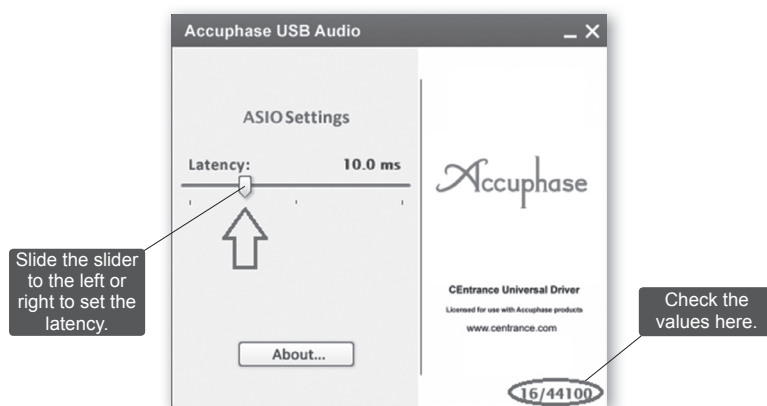 Accuphase USB Audio
ASIO Settings
Latency: 10.0 ms
Slide the slider
to the left or
right to set the
latency.
About...
Accuphase
CEntrance Universal Driver
Licensed for use with Accuphase products
www.centrance.com
Check the
values here.
16/44100